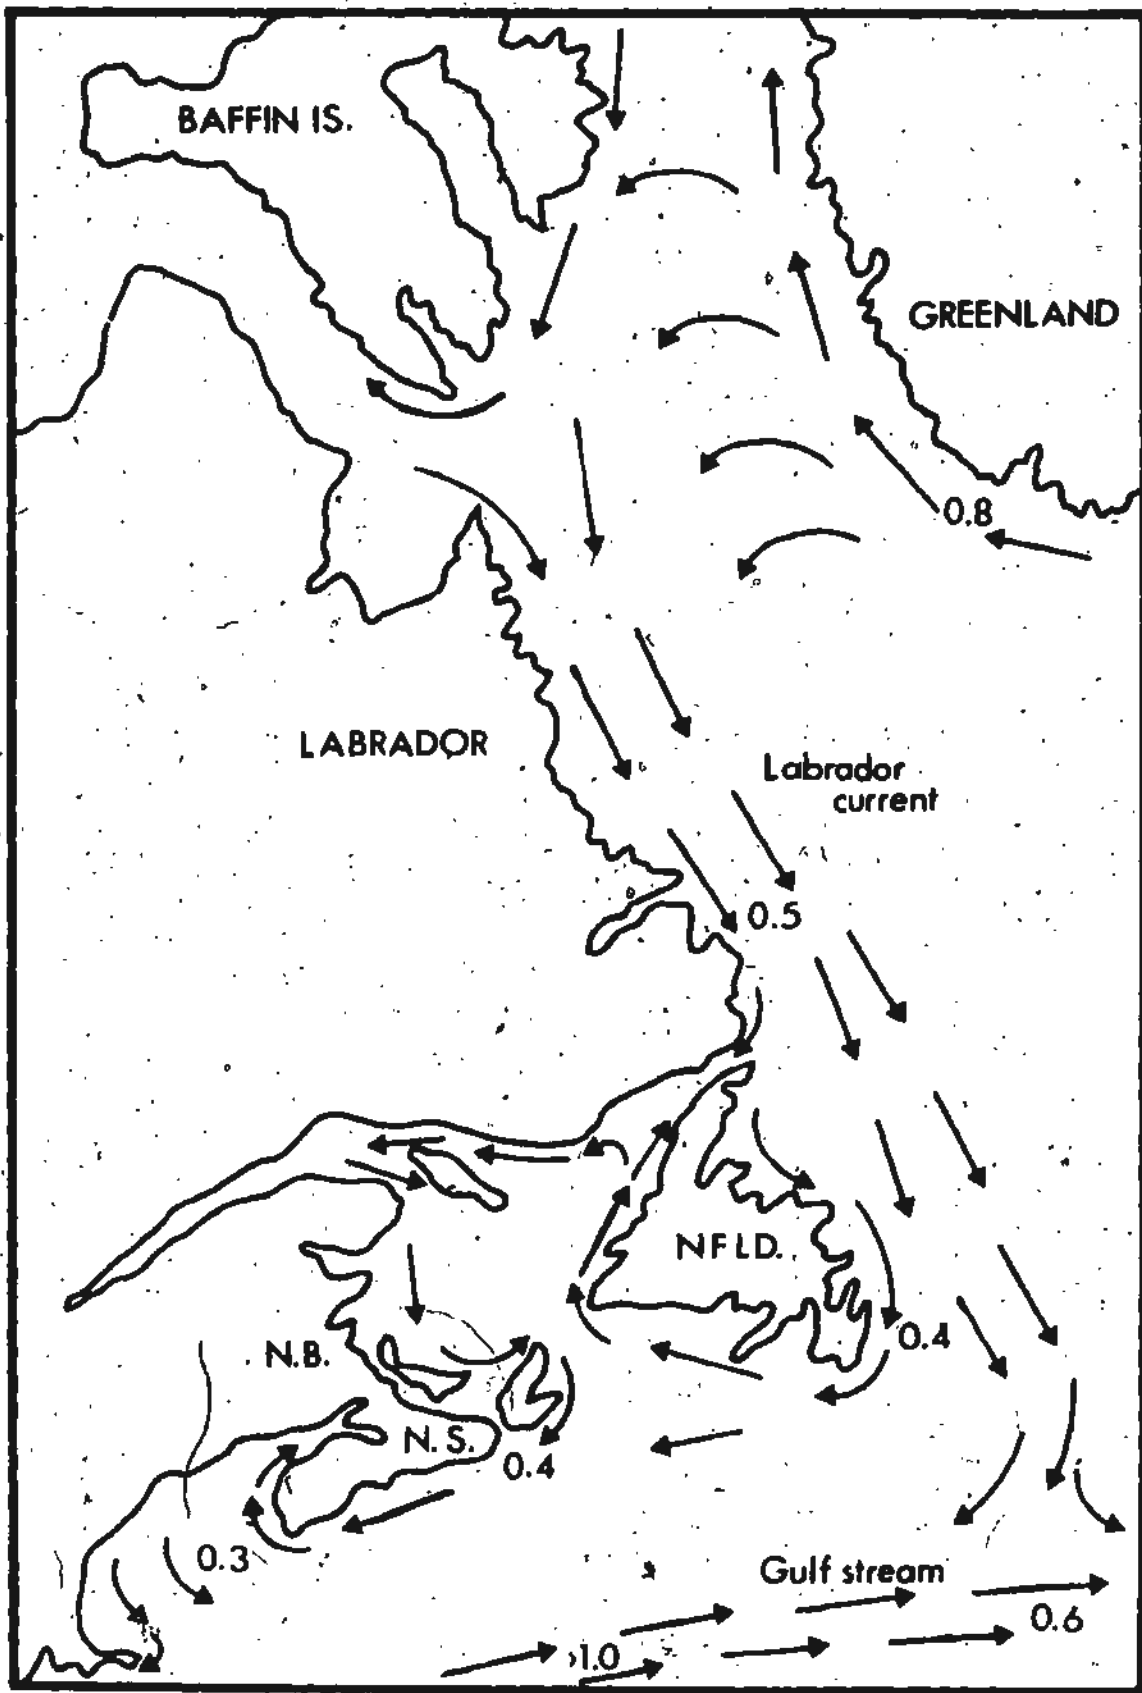 BAFFIN IS.
GREENLAND
0.8
LABRADOR
Labrador
current
0.5
NFLD.
0.4
N.B.
N.S.
0.4
0.3
Gulf stream
0.6
>1.0